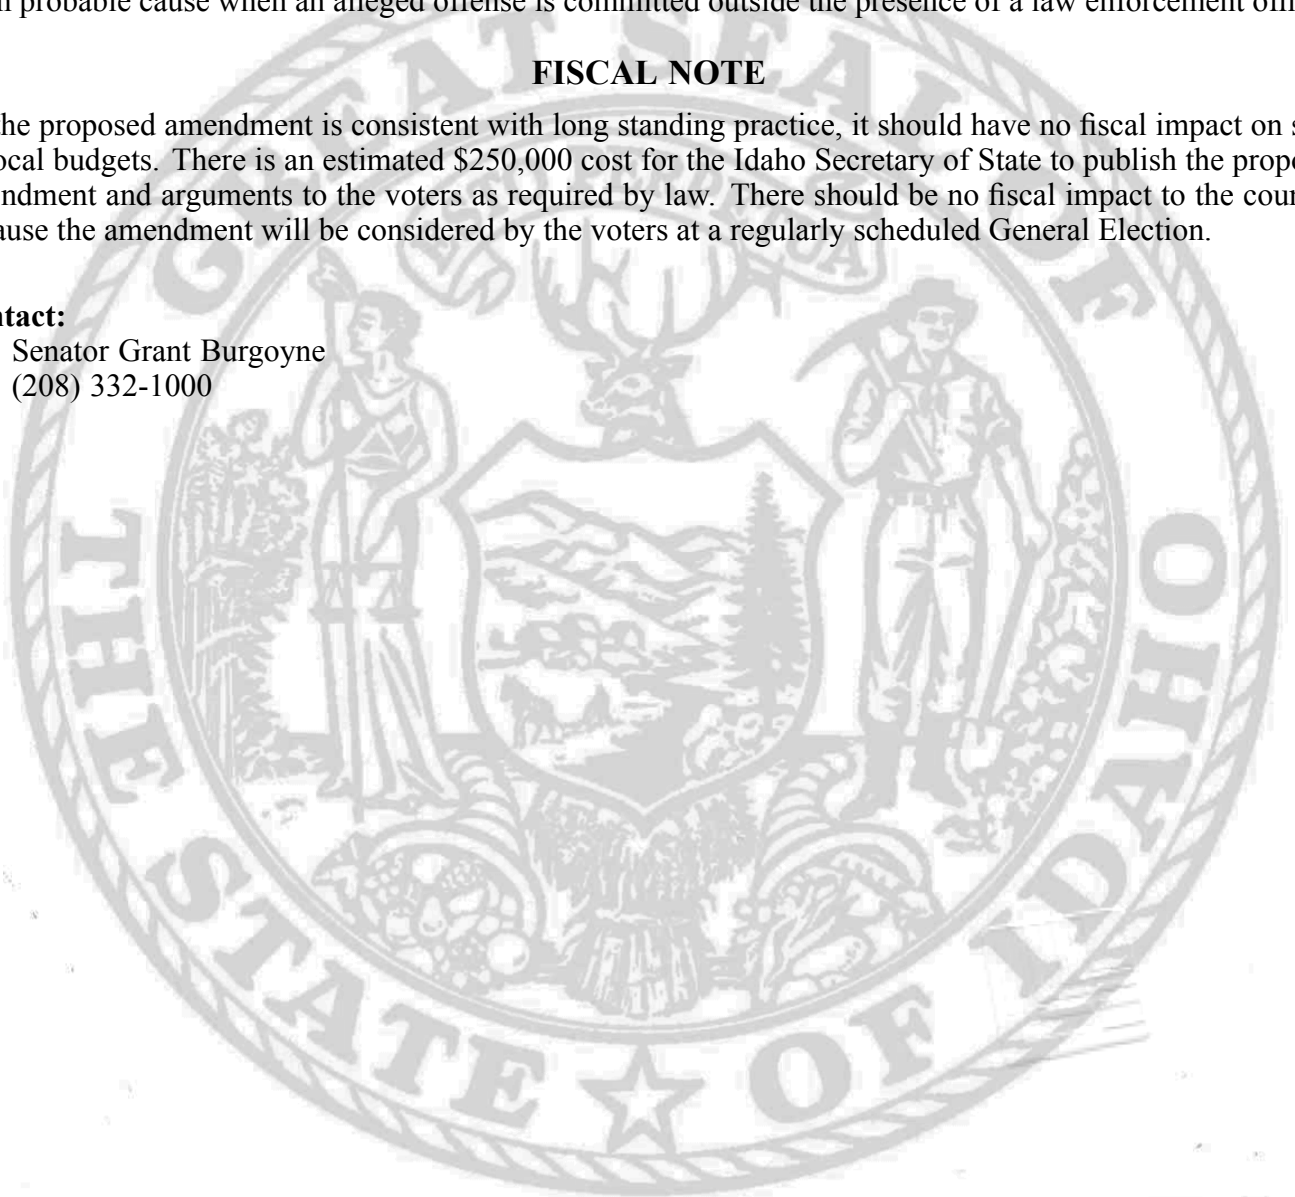 probable cause when an alleged offense is committed outside the presence of a law enforcement
FISCAL NOTE
the proposed amendment is consistent with long standing practice, it should have no fiscal impact on
ocal budgets. There is an estimated $250,000 cost for the Idaho Secretary of State to publish the propo
ndment and arguments to the voters as required by law. There should be no fiscal impact to the coun
ause the amendment will be considered by the voters at a regularly scheduled General Election.
ntact:
Senator Grant Burgoyne
(208) 332-1000
GREAT SEAL OF
THE STATE OF IDAHO